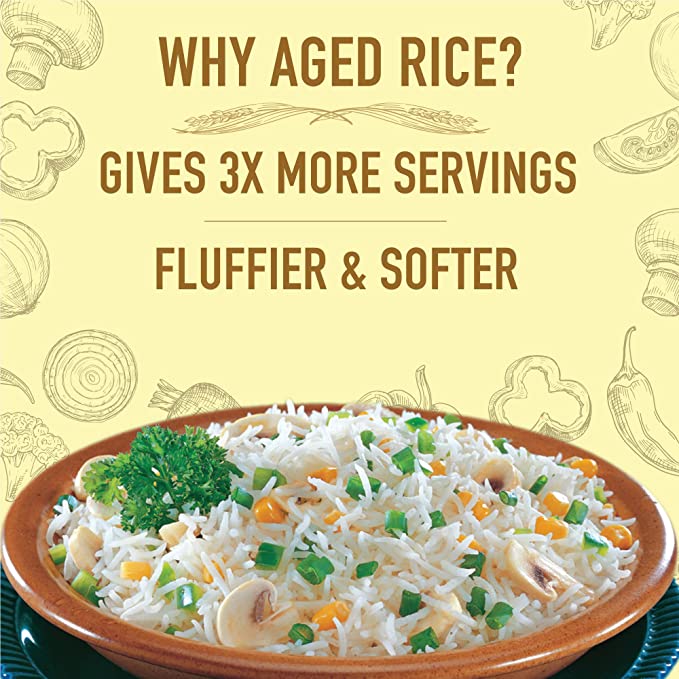 WHY AGED RICE?
GIVES 3X MORE SERVINGS
FLUFFIER & SOFTER